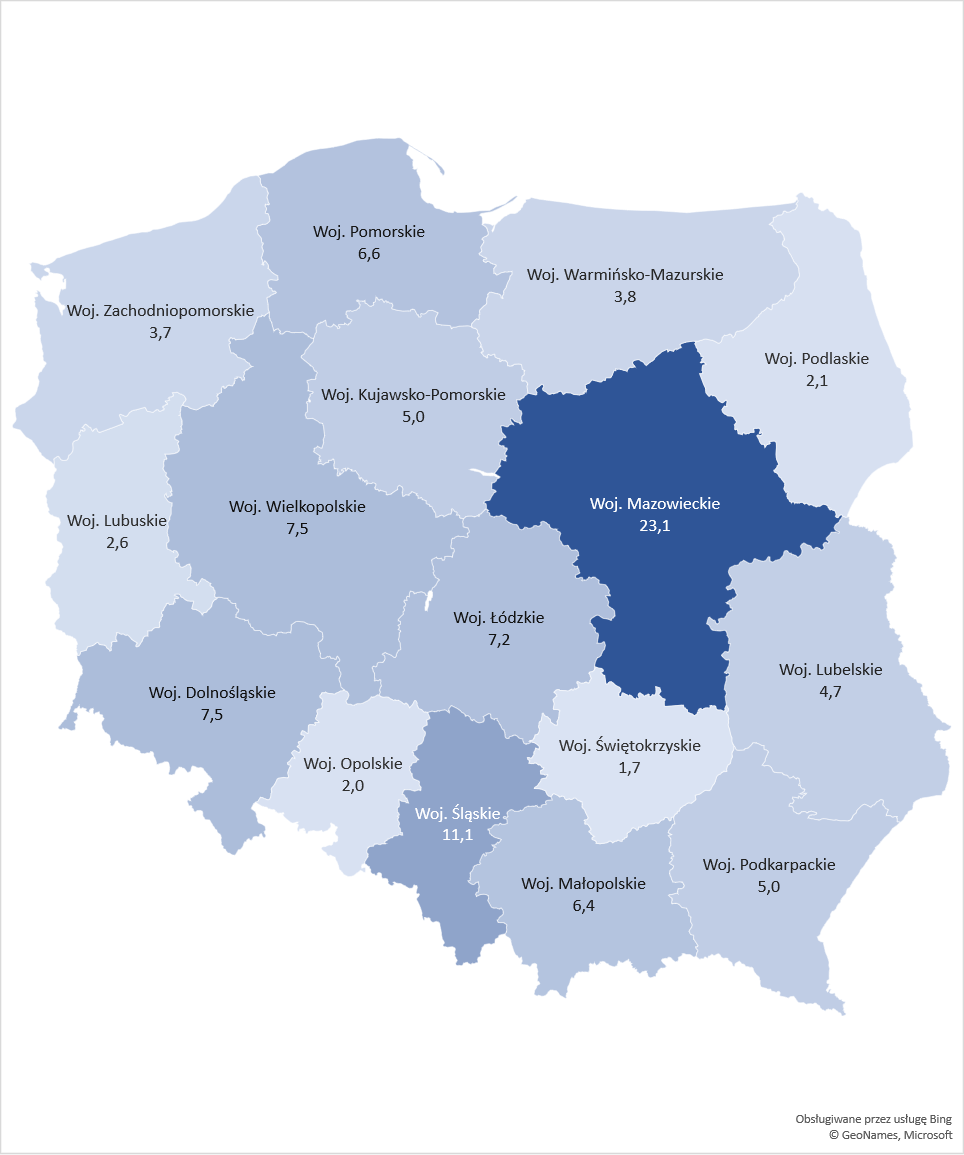 Woj. Pomorskie
6,6
Woj. Warmińsko-Mazurskie
3,8
Woj. Zachodniopomorskie
3,7
Woj. Podlaskie
2,1
Woj. Kujawsko-Pomorskie
5,0
Woj. Mazowieckie
23,1
Woj. Wielkopolskie
7,5
Woj. Lubuskie
2,6
Woj. Łódzkie
7,2
Woj. Lubelskie
4,7
Woj. Dolnośląskie
7,5
Woj. Świętokrzyskie
1,7
Woj. Opolskie
2,0
Woj. Śląskie
11,1
Woj. Podkarpackie
5,0
Woj. Małopolskie
6,4
Obsługiwane przez usługę Bing
© GeoNames, Microsoft